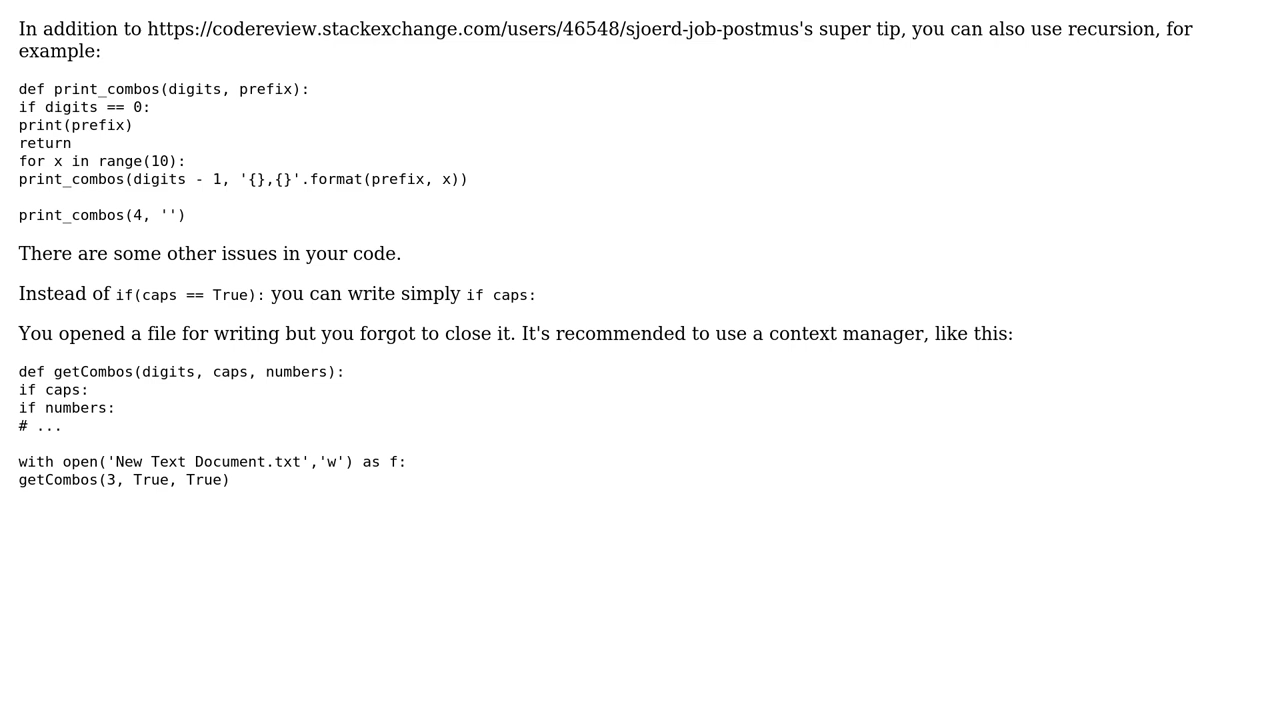 In addition to https://codereview.stackexchange.com/users/46548/sjoerd-job-postmus's super tip, you can also use recursion, for
example:
def print_combos(digits, prefix):
if digits == 0:
print(prefix)
return
for x in range(10):
print_combos(digits - 1, '{},{}'.format(prefix, x))
print_combos(4, '')
There are some other issues in your code.
Instead of if(caps == True): you can write simply if caps:
You opened a file for writing but you forgot to close it. It's recommended to use a context manager, like this:
def getCombos(digits, caps, numbers):
if caps:
if numbers:
# ...
with open('New Text Document.txt','w') as f:
getCombos(3, True, True)